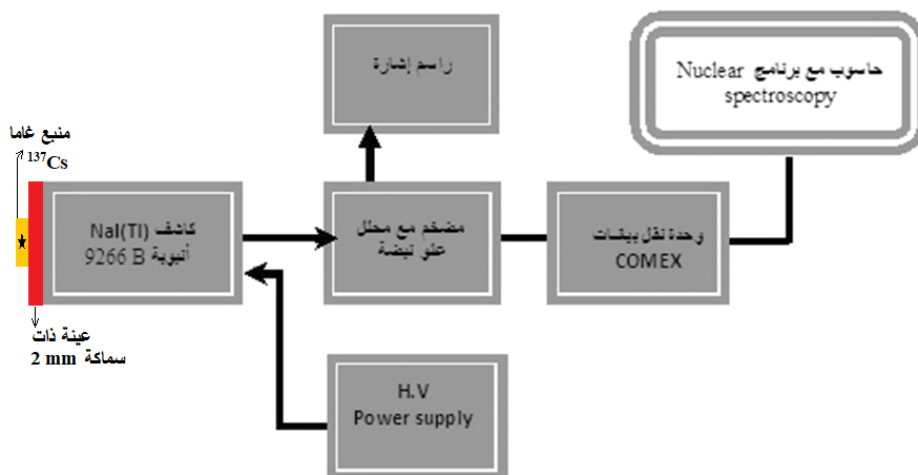 راسم إشارة
حاسوب مع برنامج Nuclear
spectroscopy
منبع غاما
¹³⁷Cs
كاشف NaI(Tl)
أنبوبة 9266 B
مضخم مع محلل
علو نبضة
وحدة نقل بيانات
COMEX
عينة ذات
سماكة 2 mm
H.V
Power supply